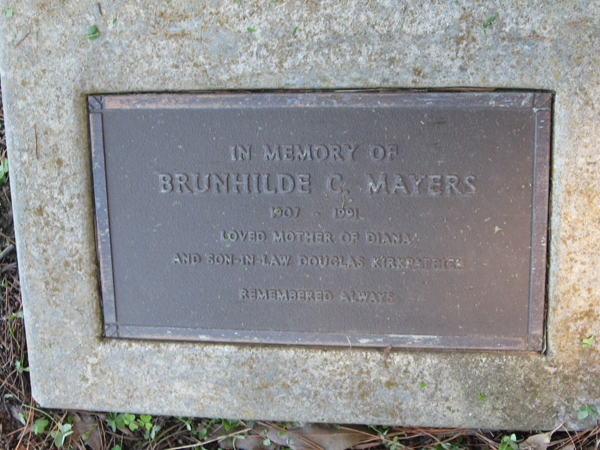 IN MEMORY OF
BRUNHILDE C. MAYERS
1907 - 1991
LOVED MOTHER OF DIANA
AND SON-IN-LAW DOUGLAS KIRKPATRICK
REMEMBERED ALWAYS